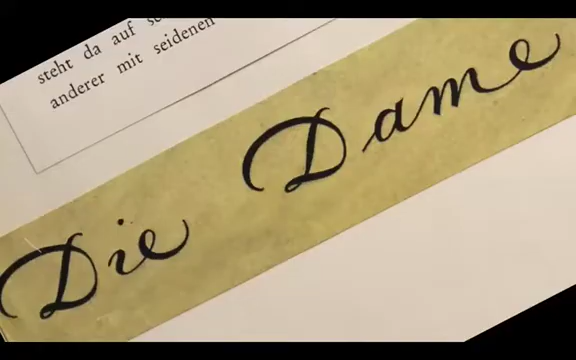 steht da auf
anderer mit seidenen
Die Dame